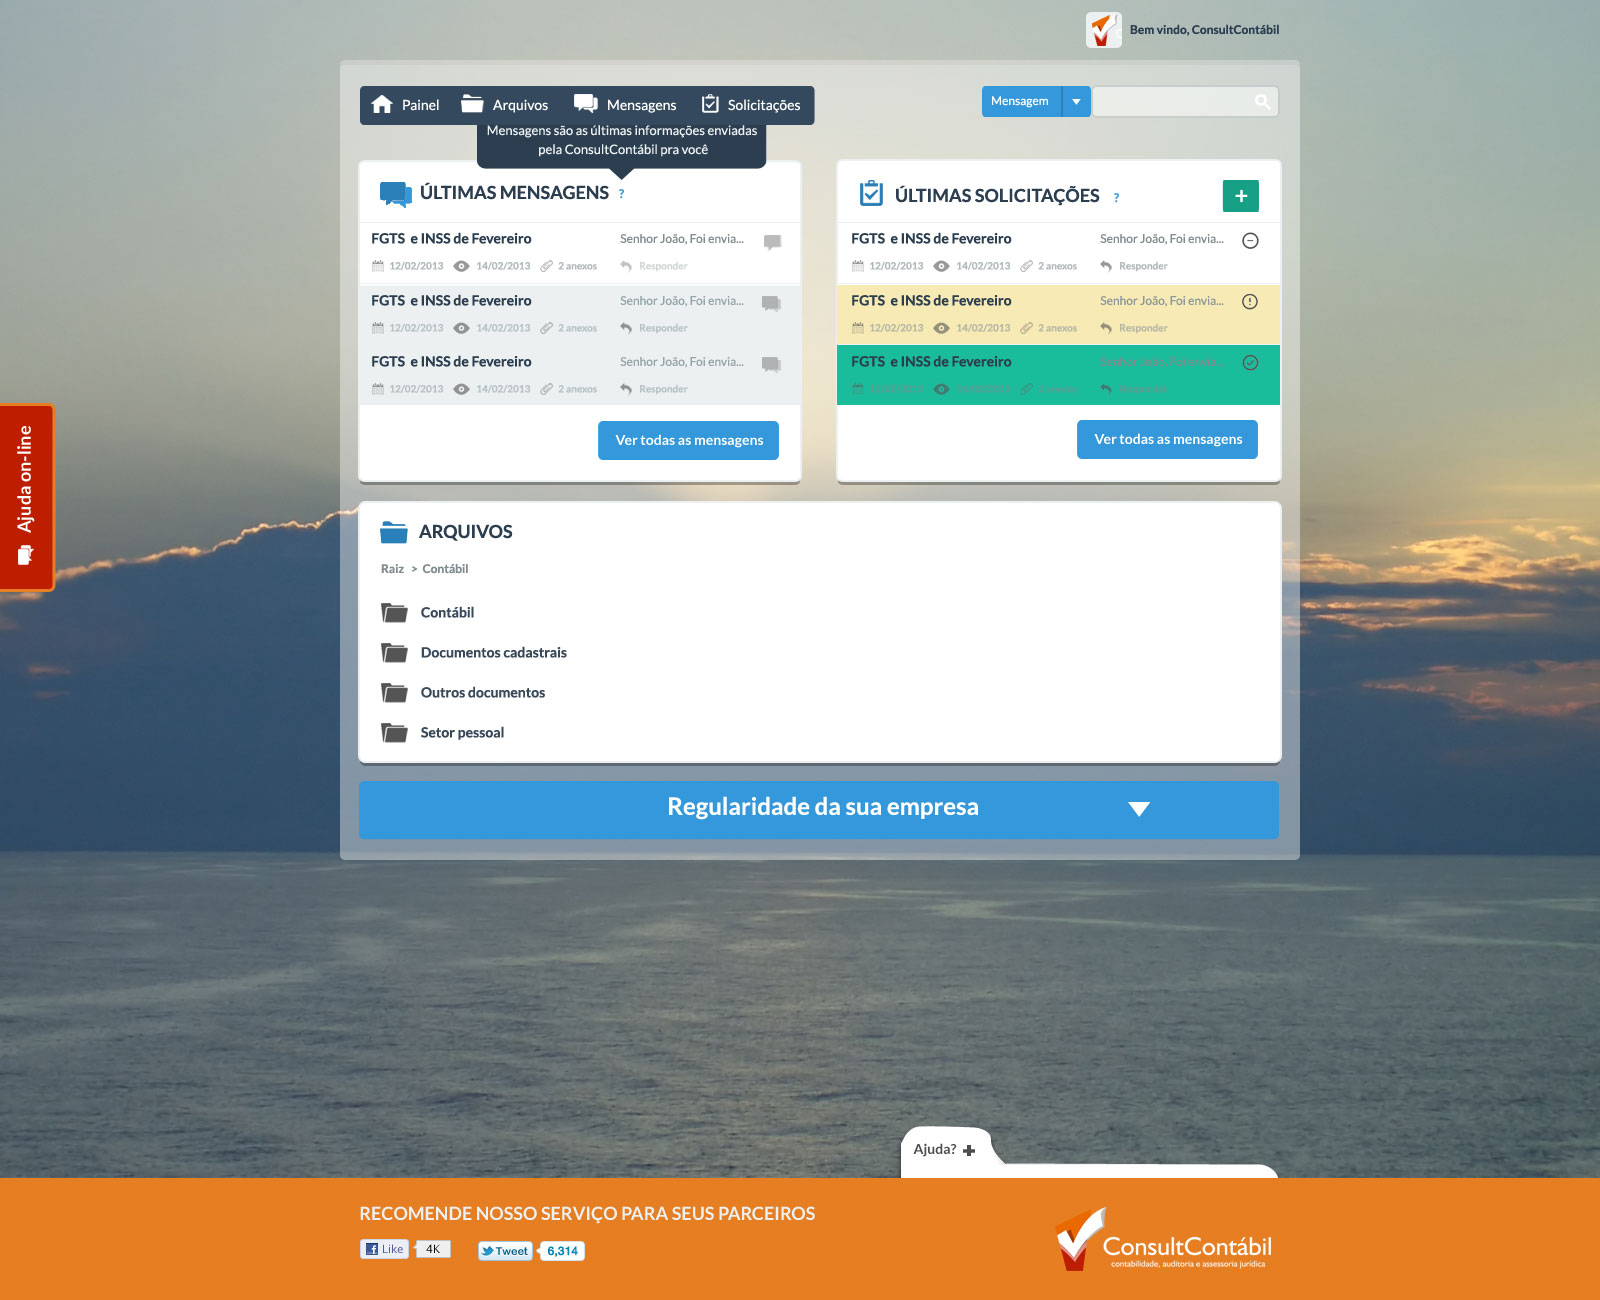 Bem vindo, ConsultContábil
Painel
Arquivos
Mensagens
Solicitações
Mensagem
Mensagens são as últimas informações enviadas
pela ConsultContábil pra você
ÚLTIMAS MENSAGENS ?
FGTS e INSS de Fevereiro
Senhor João, Foi envia...
12/02/2013 14/02/2013 2 anexos
Responder
FGTS e INSS de Fevereiro
Senhor João, Foi envia...
12/02/2013 14/02/2013 2 anexos
Responder
FGTS e INSS de Fevereiro
Senhor João, Foi envia...
12/02/2013 14/02/2013 2 anexos
Responder
Ver todas as mensagens
ÚLTIMAS SOLICITAÇÕES ?
+
FGTS e INSS de Fevereiro
Senhor João, Foi envia...
12/02/2013 14/02/2013 2 anexos
Responder
FGTS e INSS de Fevereiro
Senhor João, Foi envia...
12/02/2013 14/02/2013 2 anexos
Responder
FGTS e INSS de Fevereiro
Senhor João, Foi envia...
Ver todas as mensagens
Ajuda on-line
ARQUIVOS
Raiz > Contábil
Contábil
Documentos cadastrais
Outros documentos
Setor pessoal
Regularidade da sua empresa
Ajuda?
RECOMENDE NOSSO SERVIÇO PARA SEUS PARCEIROS
Like 4K
Tweet 6,314
ConsultContábil
contabilidade, auditoria e assessoria jurídica